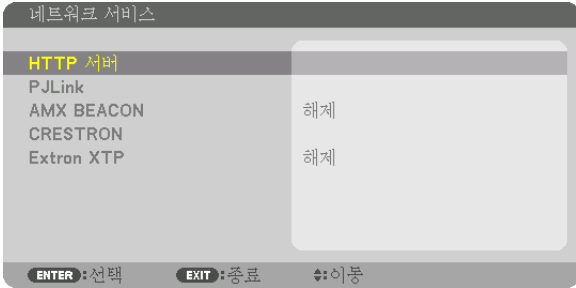 네트워크 서비스
HTTP 서버
PJLink
AMX BEACON 해제
CRESTRON
Extron XTP 해제
ENTER :선택 EXIT :종료 :이동